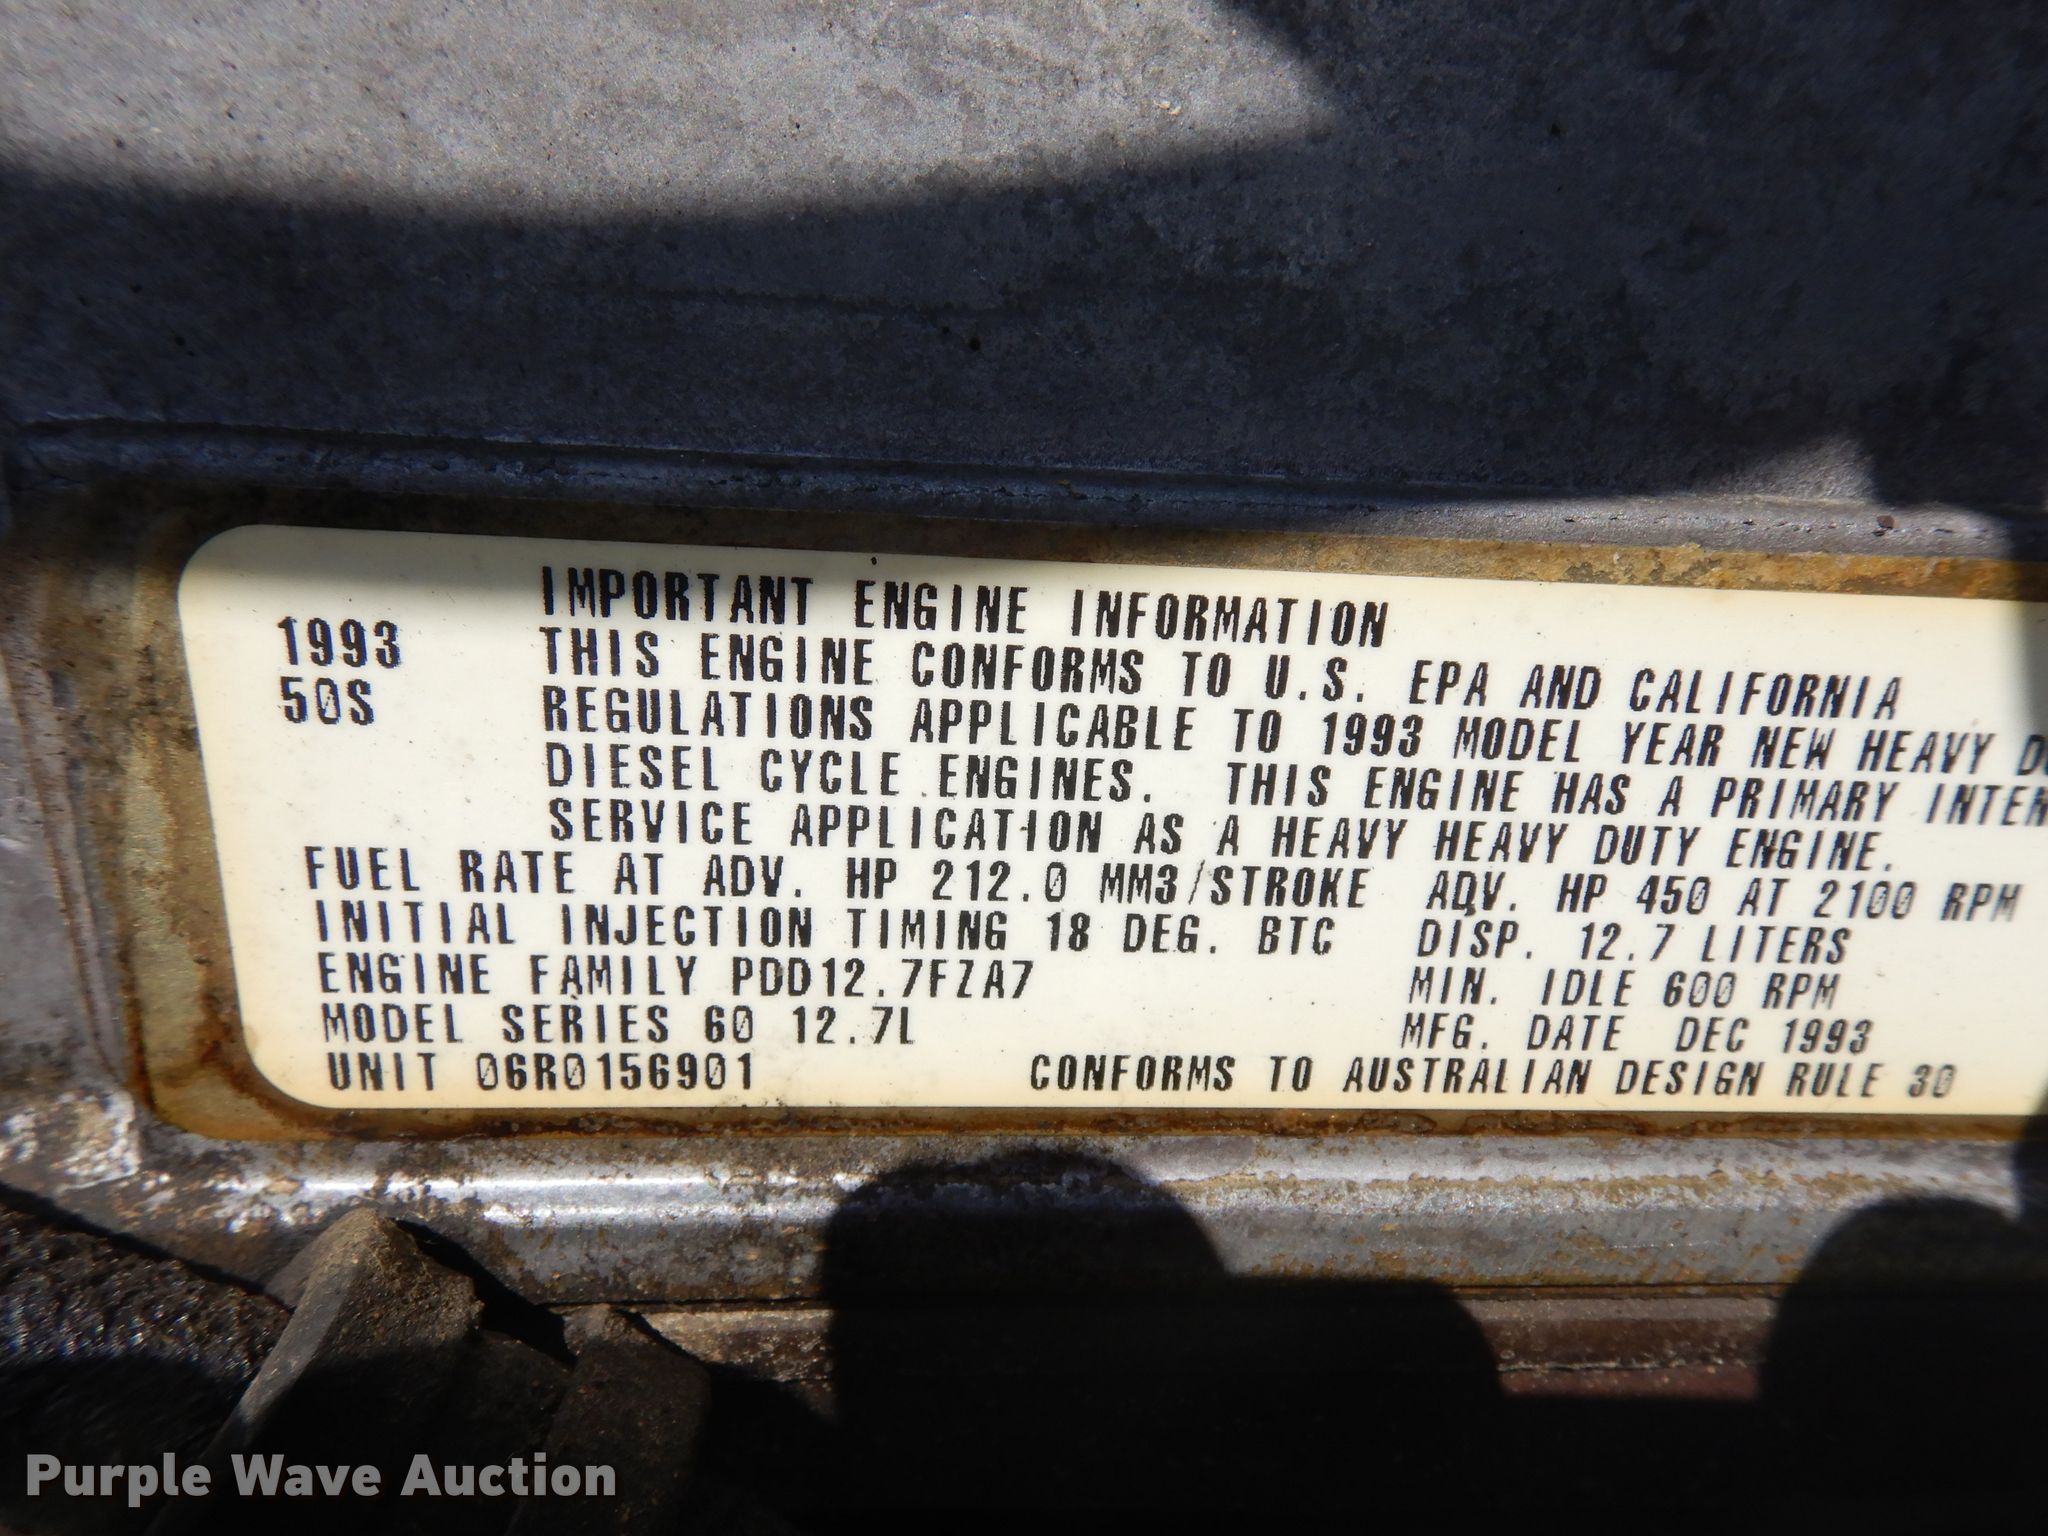 IMPORTANT ENGINE INFORMATION
1993 THIS ENGINE CONFORMS TO U.S. EPA AND CALIFORNIA
50S REGULATIONS APPLICABLE TO 1993 MODEL YEAR NEW HEAVY
DIESEL CYCLE ENGINES. THIS ENGINE HAS A PRIMARY
SERVICE APPLICATION AS A HEAVY HEAVY DUTY ENGINE.
FUEL RATE AT ADV. HP 212.0 MM3/STROKE ADV. HP 450 AT 2100 RPM
INITIAL INJECTION TIMING 18 DEG. BTC DISP. 12.7 LITERS
ENGINE FAMILY PDD12.7FZA7 MIN. IDLE 600 RPM
MODEL SERIES 60 12.7L MFG. DATE DEC 1993
UNIT 06R0156901 CONFORMS TO AUSTRALIAN DESIGN RULE 30
Purple Wave Auction